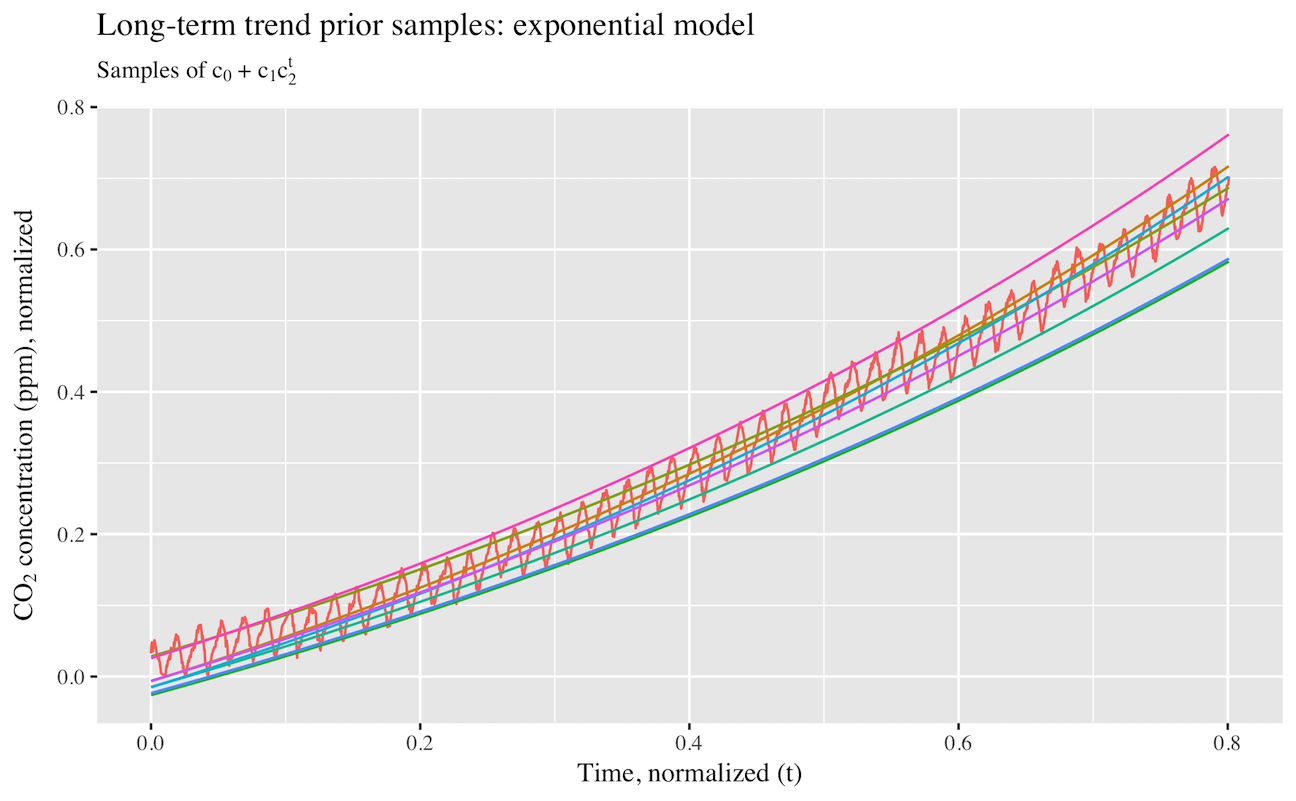 Long-term trend prior samples: exponential model
Samples of c₀ + c₁c₂ᵗ
CO₂ concentration (ppm), normalized
0.8
0.6
0.4
0.2
0.0
0.0 0.2 0.4 0.6 0.8
Time, normalized (t)